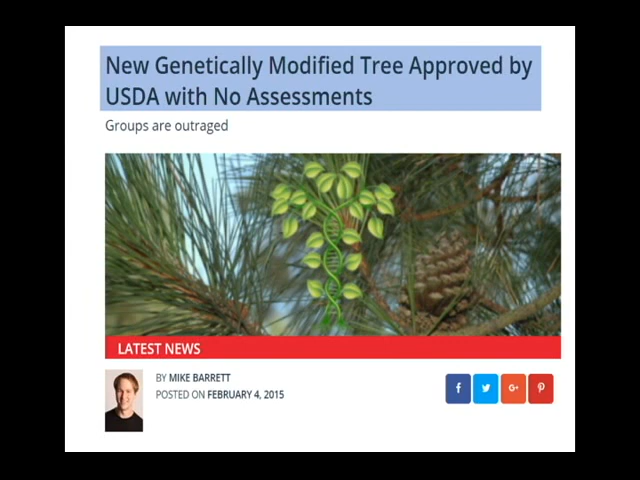 New Genetically Modified Tree Approved by
USDA with No Assessments
Groups are outraged
LATEST NEWS
BY MIKE BARRETT
POSTED ON FEBRUARY 4, 2015